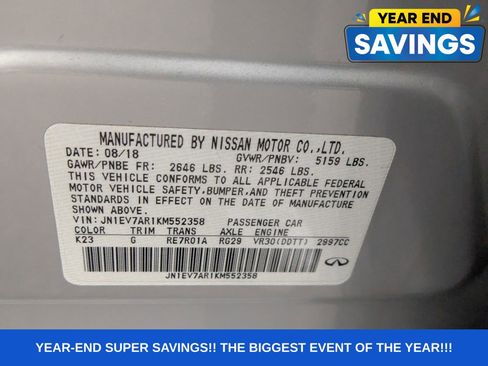 YEAR END
SAVINGS
MANUFACTURED BY NISSAN MOTOR CO.,LTD.
DATE: 08/18 GVWR/PNBV: 5159 LBS.
GAWR/PNBE FR: 2646 LBS. RR: 2546 LBS.
THIS VEHICLE CONFORMS TO ALL APPLICABLE FEDERAL
MOTOR VEHICLE SAFETY,BUMPER,AND THEFT PREVENTION
STANDARDS IN EFFECT ON THE DATE OF MANUFACTURE
SHOWN ABOVE.
VIN: JN1EV7AR1KM552358 PASSENGER CAR
COLOR TRIM TRANS AXLE ENGINE
K23 G RE7R01A RG29 VR30(DDTT) 2997CC
JN1EV7AR1KM552358
YEAR-END SUPER SAVINGS!! THE BIGGEST EVENT OF THE YEAR!!!